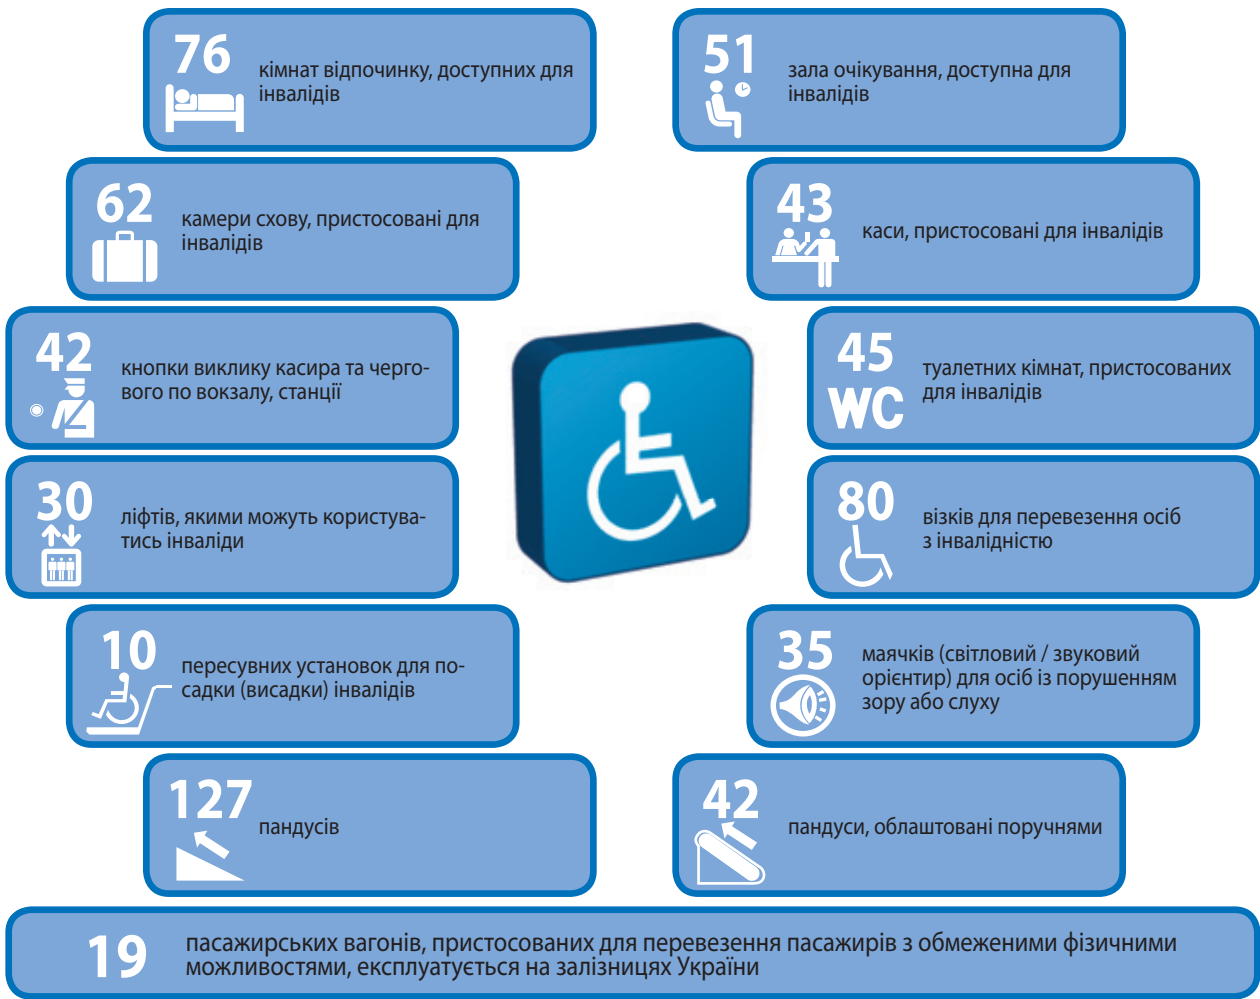 76
кімнат відпочинку, доступних для
інвалідів
51
зала очікування, доступна для
інвалідів
62
камери схову, пристосовані для
інвалідів
43
каси, пристосовані для інвалідів
42
кнопки виклику касира та черго-
вого по вокзалу, станції
45
WC
туалетних кімнат, пристосованих
для інвалідів
30
ліфтів, якими можуть користува-
тись інваліди
80
візків для перевезення осіб
з інвалідністю
10
пересувних установок для по-
садки (висадки) інвалідів
35
маячків (світловий / звуковий
орієнтир) для осіб із порушенням
зору або слуху
127
пандусів
42
пандуси, облаштовані поручнями
19
пасажирських вагонів, пристосованих для перевезення пасажирів з обмеженими фізичними
можливостями, експлуатується на залізницях України